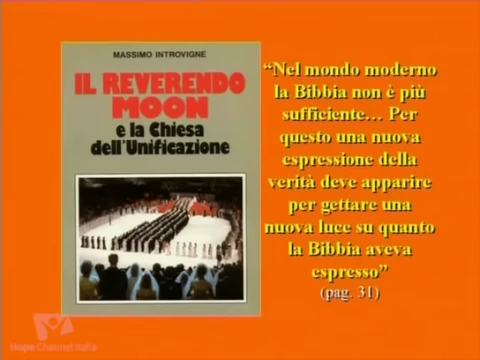 MASSIMO INTROVIGNE
IL REVERENDO
MOON
e la Chiesa
dell'Unificazione
“Nel mondo moderno
la Bibbia non è più
sufficiente… Per
questo una nuova
espressione della
verità deve apparire
per gettare una
nuova luce su quanto
la Bibbia aveva
espresso”
(pag. 31)
Hope Channel Italia